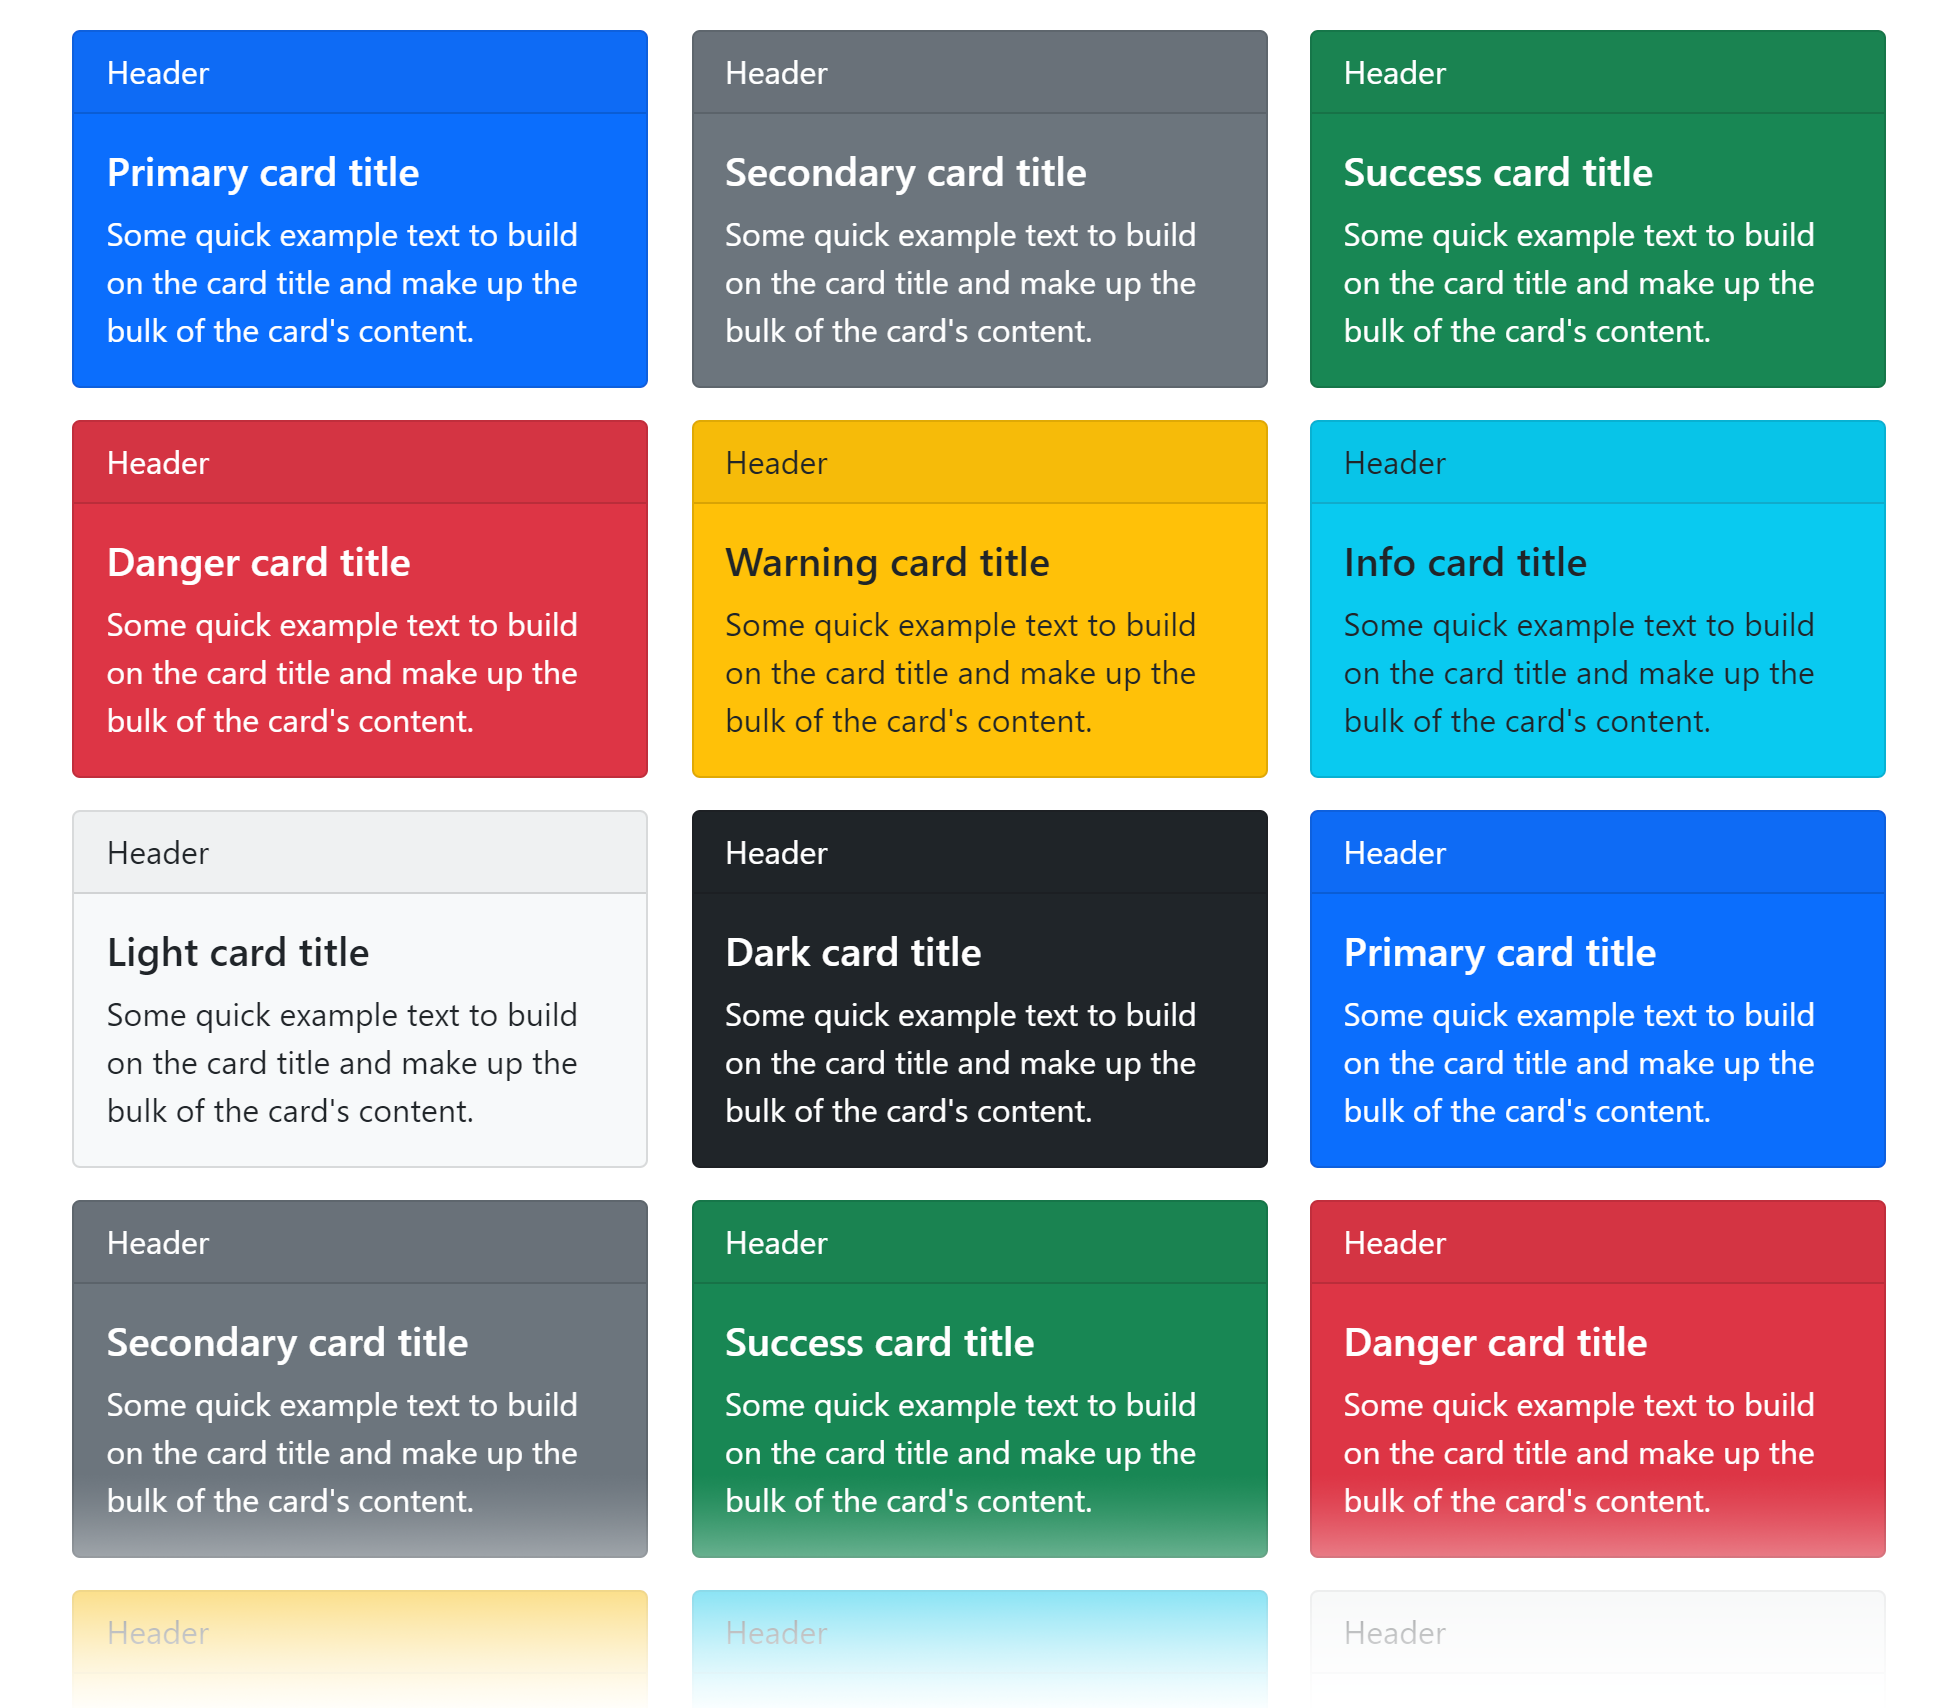 Header
Primary card title
Some quick example text to build
on the card title and make up the
bulk of the card's content.
Header
Secondary card title
Some quick example text to build
on the card title and make up the
bulk of the card's content.
Header
Success card title
Some quick example text to build
on the card title and make up the
bulk of the card's content.
Header
Danger card title
Some quick example text to build
on the card title and make up the
bulk of the card's content.
Header
Warning card title
Some quick example text to build
on the card title and make up the
bulk of the card's content.
Header
Info card title
Some quick example text to build
on the card title and make up the
bulk of the card's content.
Header
Light card title
Some quick example text to build
on the card title and make up the
bulk of the card's content.
Header
Dark card title
Some quick example text to build
on the card title and make up the
bulk of the card's content.
Header
Primary card title
Some quick example text to build
on the card title and make up the
bulk of the card's content.
Header
Secondary card title
Some quick example text to build
on the card title and make up the
bulk of the card's content.
Header
Success card title
Some quick example text to build
on the card title and make up the
bulk of the card's content.
Header
Danger card title
Some quick example text to build
on the card title and make up the
bulk of the card's content.
Header
Header
Header